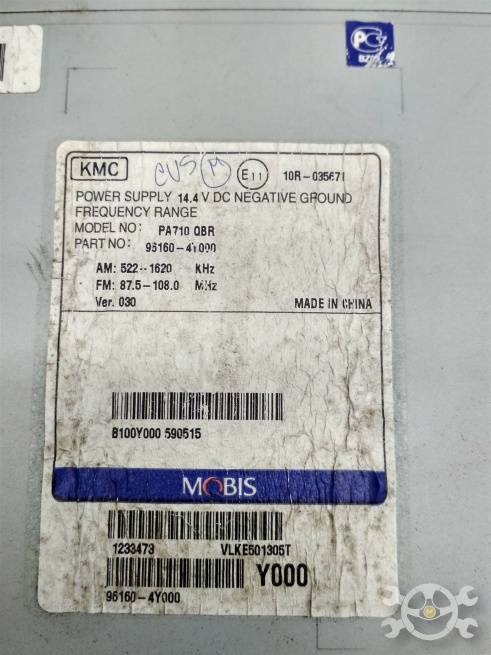 KMC
E11
10R-035671
POWER SUPPLY 14.4 V DC NEGATIVE GROUND
FREQUENCY RANGE
MODEL NO: PA710 QBR
PART NO: 96160-4Y000
AM: 522--1620 KHz
FM: 87.5-108.0 MHz
Ver. 030
MADE IN CHINA
B100Y000 590515
MOBIS
1233473 VLKE501305T
Y000
96160-4Y000